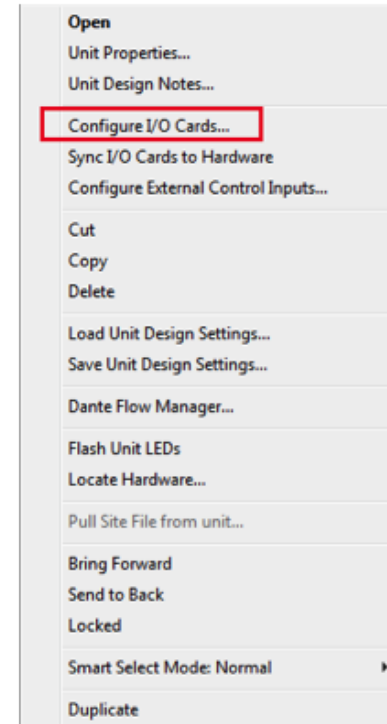 Open
Unit Properties...
Unit Design Notes...
Configure I/O Cards...
Sync I/O Cards to Hardware
Configure External Control Inputs...
Cut
Copy
Delete
Load Unit Design Settings...
Save Unit Design Settings...
Dante Flow Manager...
Flash Unit LEDs
Locate Hardware...
Pull Site File from unit...
Bring Forward
Send to Back
Locked
Smart Select Mode: Normal
Duplicate